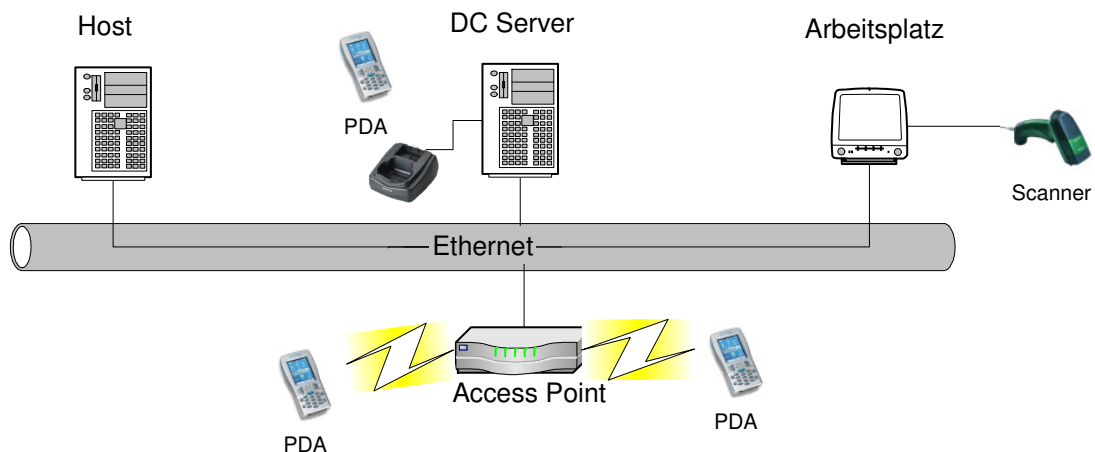 Host
DC Server
Arbeitsplatz
PDA
Scanner
Ethernet
Access Point
PDA
PDA